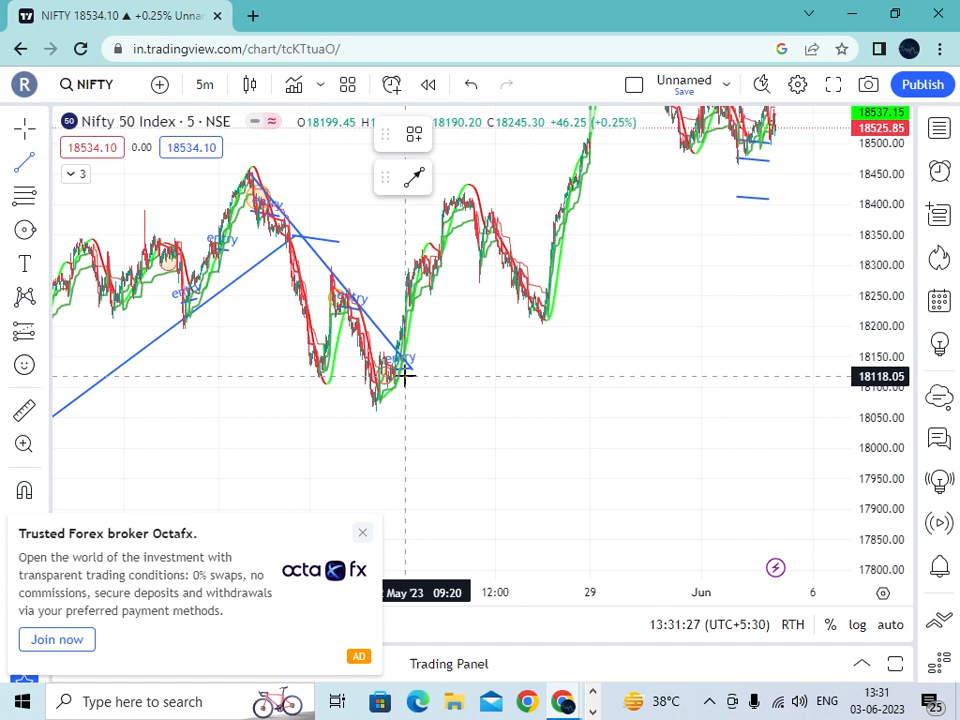 NIFTY 18534.10 ▲ +0.25% Unnar
in.tradingview.com/chart/tcKTtuaO/
R
NIFTY
5m
Unnamed
Save
Publish
50 Nifty 50 Index · 5 · NSE
O18199.45
18190.20 C18245.30 +46.25 (+0.25%)
18534.10 0.00 18534.10
3
entry
entry
entry
entry
entry
18537.15
18525.85
18500.00
18450.00
18400.00
18350.00
18300.00
18250.00
18200.00
18150.00
18118.05
18100.00
18050.00
18000.00
17950.00
17900.00
17850.00
17800.00
Trusted Forex broker Octafx.
Open the world of the investment with
transparent trading conditions: 0% swaps, no
commissions, secure deposits and withdrawals
via your preferred payment methods.
octa fx
Join now
AD
May '23 09:20
12:00
29
Jun
6
13:31:27 (UTC+5:30) RTH % log auto
Trading Panel
Type here to search
38°C
ENG
13:31
03-06-2023
25